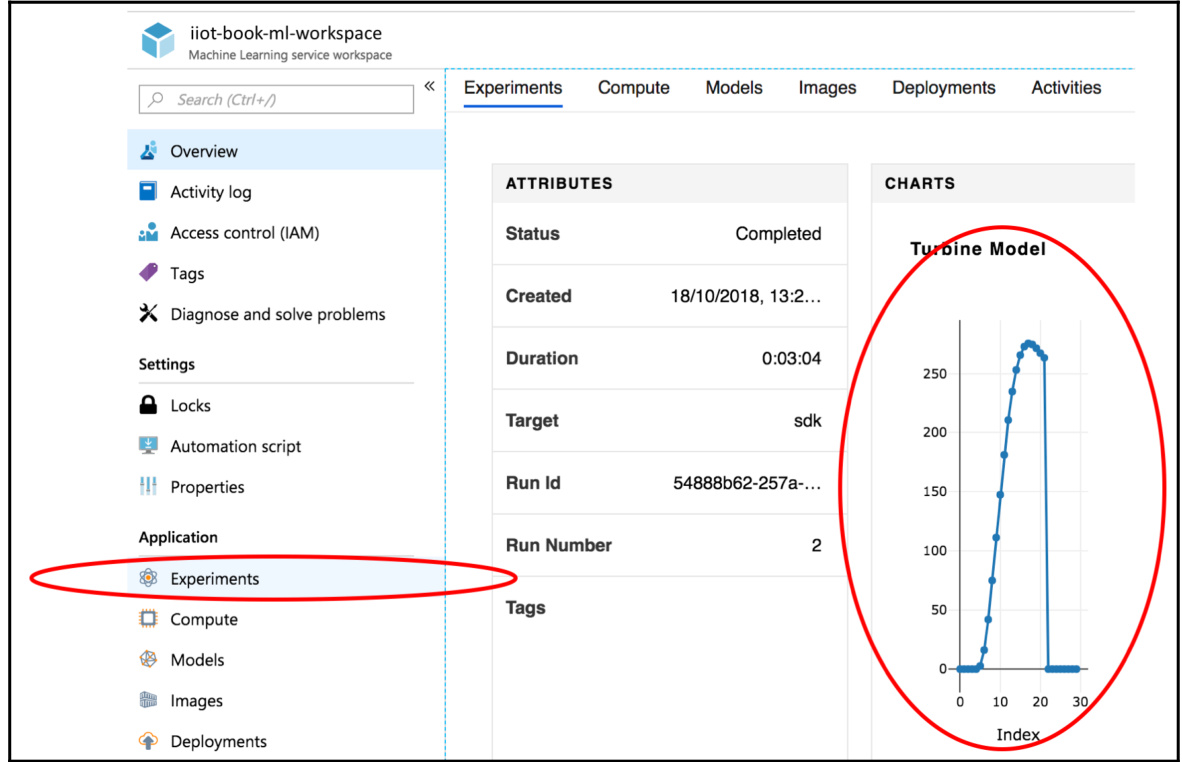 iiot-book-ml-workspace
Machine Learning service workspace
Search (Ctrl+/)
«
Overview
Activity log
Access control (IAM)
Tags
Diagnose and solve problems
Settings
Locks
Automation script
Properties
Application
Experiments
Compute
Models
Images
Deployments
Experiments Compute Models Images Deployments Activities
ATTRIBUTES
Status Completed
Created 18/10/2018, 13:2...
Duration 0:03:04
Target sdk
Run Id 54888b62-257a-...
Run Number 2
Tags
CHARTS
Turbine Model
250
200
150
100
50
0
0 10 20 30
Index